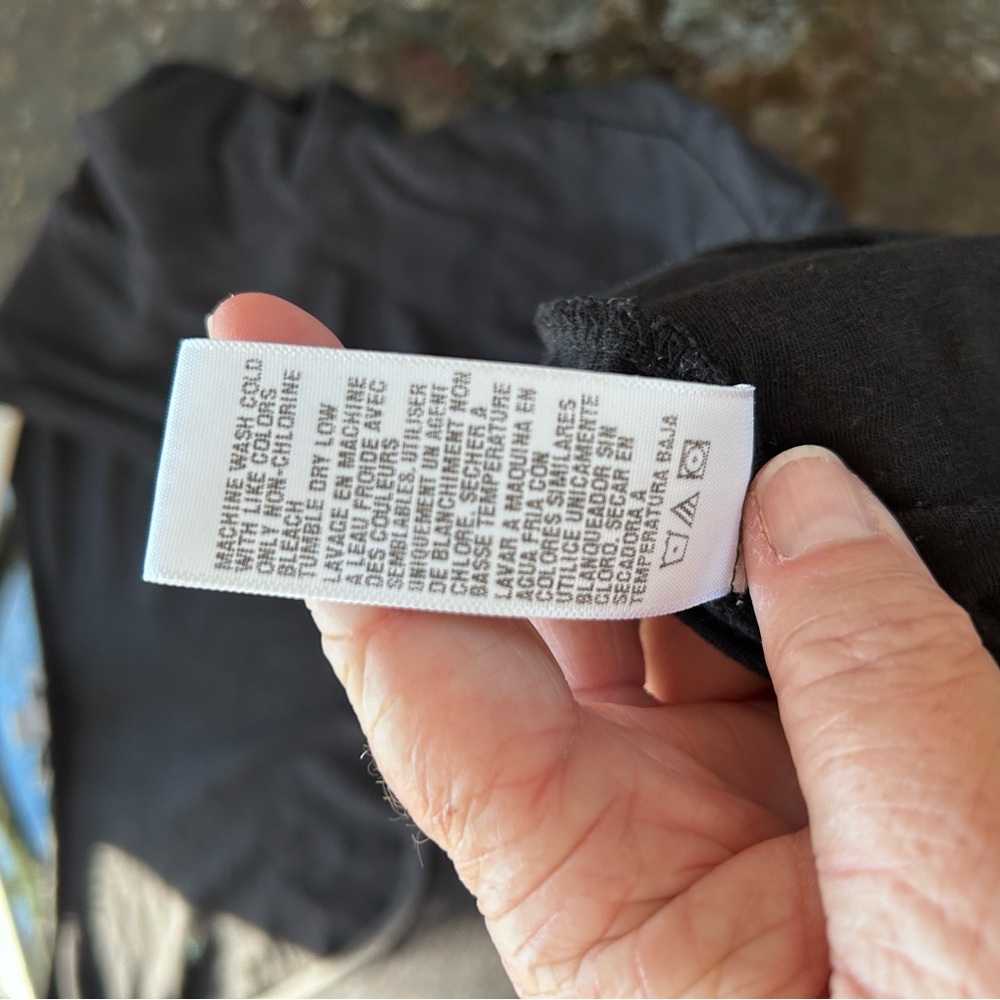 MACHINE WASH COLD
WITH LIKE COLORS
ONLY NON-CHLORINE
BLEACH
TUMBLE DRY LOW
LAVAGE EN MACHINE
A LEAU FROIDE AVEC
DES COULEURS
SEMBLABLES. UTILISER
UNIQUEMENT UN AGENT
DE BLANCHIMENT NON
CHLORE. SECHER A
BASSE TEMPERATURE
LAVAR A MAQUINA EN
AGUA FRIA CON
COLORES SIMILARES
UTILICE UNICAMENTE
BLANQUEADOR SIN
CLORO. SECAR EN
SECADORA A
TEMPERATURA BAJA